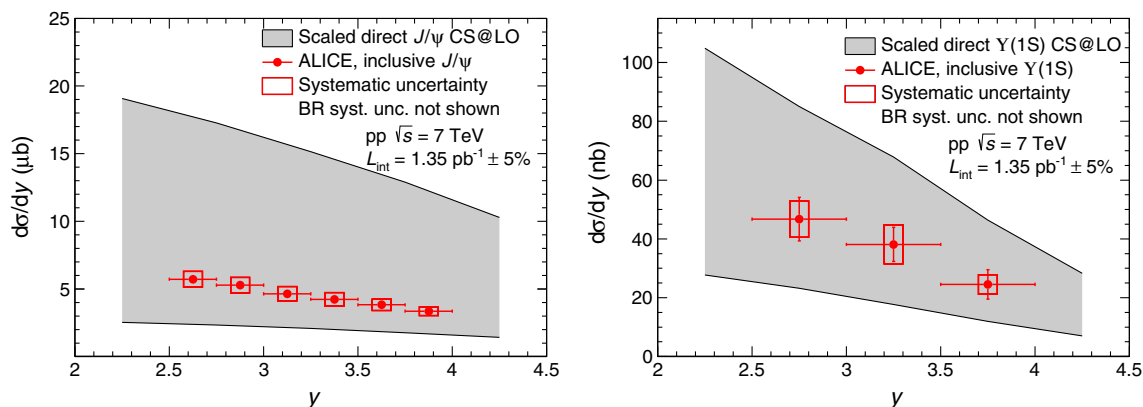 25
20
15
10
5
0
dσ/dy (μb)
Scaled direct J/ψ CS@LO
ALICE, inclusive J/ψ
Systematic uncertainty
BR syst. unc. not shown
pp √s = 7 TeV
L_int = 1.35 pb⁻¹ ± 5%
2 2.5 3 3.5 4 4.5
y
100
80
60
40
20
0
dσ/dy (nb)
Scaled direct ϒ(1S) CS@LO
ALICE, inclusive ϒ(1S)
Systematic uncertainty
BR syst. unc. not shown
pp √s = 7 TeV
L_int = 1.35 pb⁻¹ ± 5%
2 2.5 3 3.5 4 4.5
y